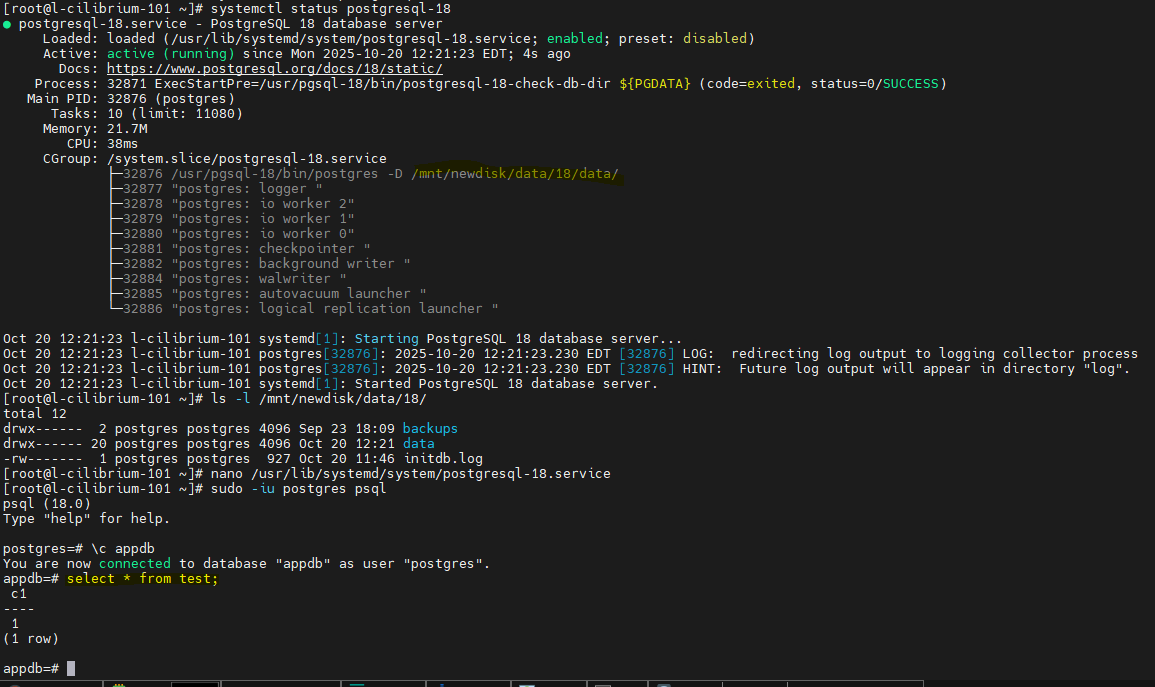 [root@l-cilibrium-101 ~]# systemctl status postgresql-18
● postgresql-18.service - PostgreSQL 18 database server
     Loaded: loaded (/usr/lib/systemd/system/postgresql-18.service; enabled; preset: disabled)
     Active: active (running) since Mon 2025-10-20 12:21:23 EDT; 4s ago
       Docs: https://www.postgresql.org/docs/18/static/
    Process: 32871 ExecStartPre=/usr/pgsql-18/bin/postgresql-18-check-db-dir ${PGDATA} (code=exited, status=0/SUCCESS)
   Main PID: 32876 (postgres)
      Tasks: 10 (limit: 11080)
     Memory: 21.7M
        CPU: 38ms
     CGroup: /system.slice/postgresql-18.service
             ├─32876 /usr/pgsql-18/bin/postgres -D /mnt/newdisk/data/18/data/
             ├─32877 "postgres: logger "
             ├─32878 "postgres: io worker 2"
             ├─32879 "postgres: io worker 1"
             ├─32880 "postgres: io worker 0"
             ├─32881 "postgres: checkpointer "
             ├─32882 "postgres: background writer "
             ├─32884 "postgres: walwriter "
             ├─32885 "postgres: autovacuum launcher "
             └─32886 "postgres: logical replication launcher "
Oct 20 12:21:23 l-cilibrium-101 systemd[1]: Starting PostgreSQL 18 database server...
Oct 20 12:21:23 l-cilibrium-101 postgres[32876]: 2025-10-20 12:21:23.230 EDT [32876] LOG:  redirecting log output to logging collector process
Oct 20 12:21:23 l-cilibrium-101 postgres[32876]: 2025-10-20 12:21:23.230 EDT [32876] HINT:  Future log output will appear in directory "log".
Oct 20 12:21:23 l-cilibrium-101 systemd[1]: Started PostgreSQL 18 database server.
[root@l-cilibrium-101 ~]# ls -l /mnt/newdisk/data/18/
total 12
drwx------  2 postgres postgres 4096 Sep 23 18:09 backups
drwx------ 20 postgres postgres 4096 Oct 20 12:21 data
-rw-------  1 postgres postgres  927 Oct 20 11:46 initdb.log
[root@l-cilibrium-101 ~]# nano /usr/lib/systemd/system/postgresql-18.service
[root@l-cilibrium-101 ~]# sudo -iu postgres psql
psql (18.0)
Type "help" for help.
postgres=# \c appdb
You are now connected to database "appdb" as user "postgres".
appdb=# select * from test;
 c1
----
 1
(1 row)
appdb=#